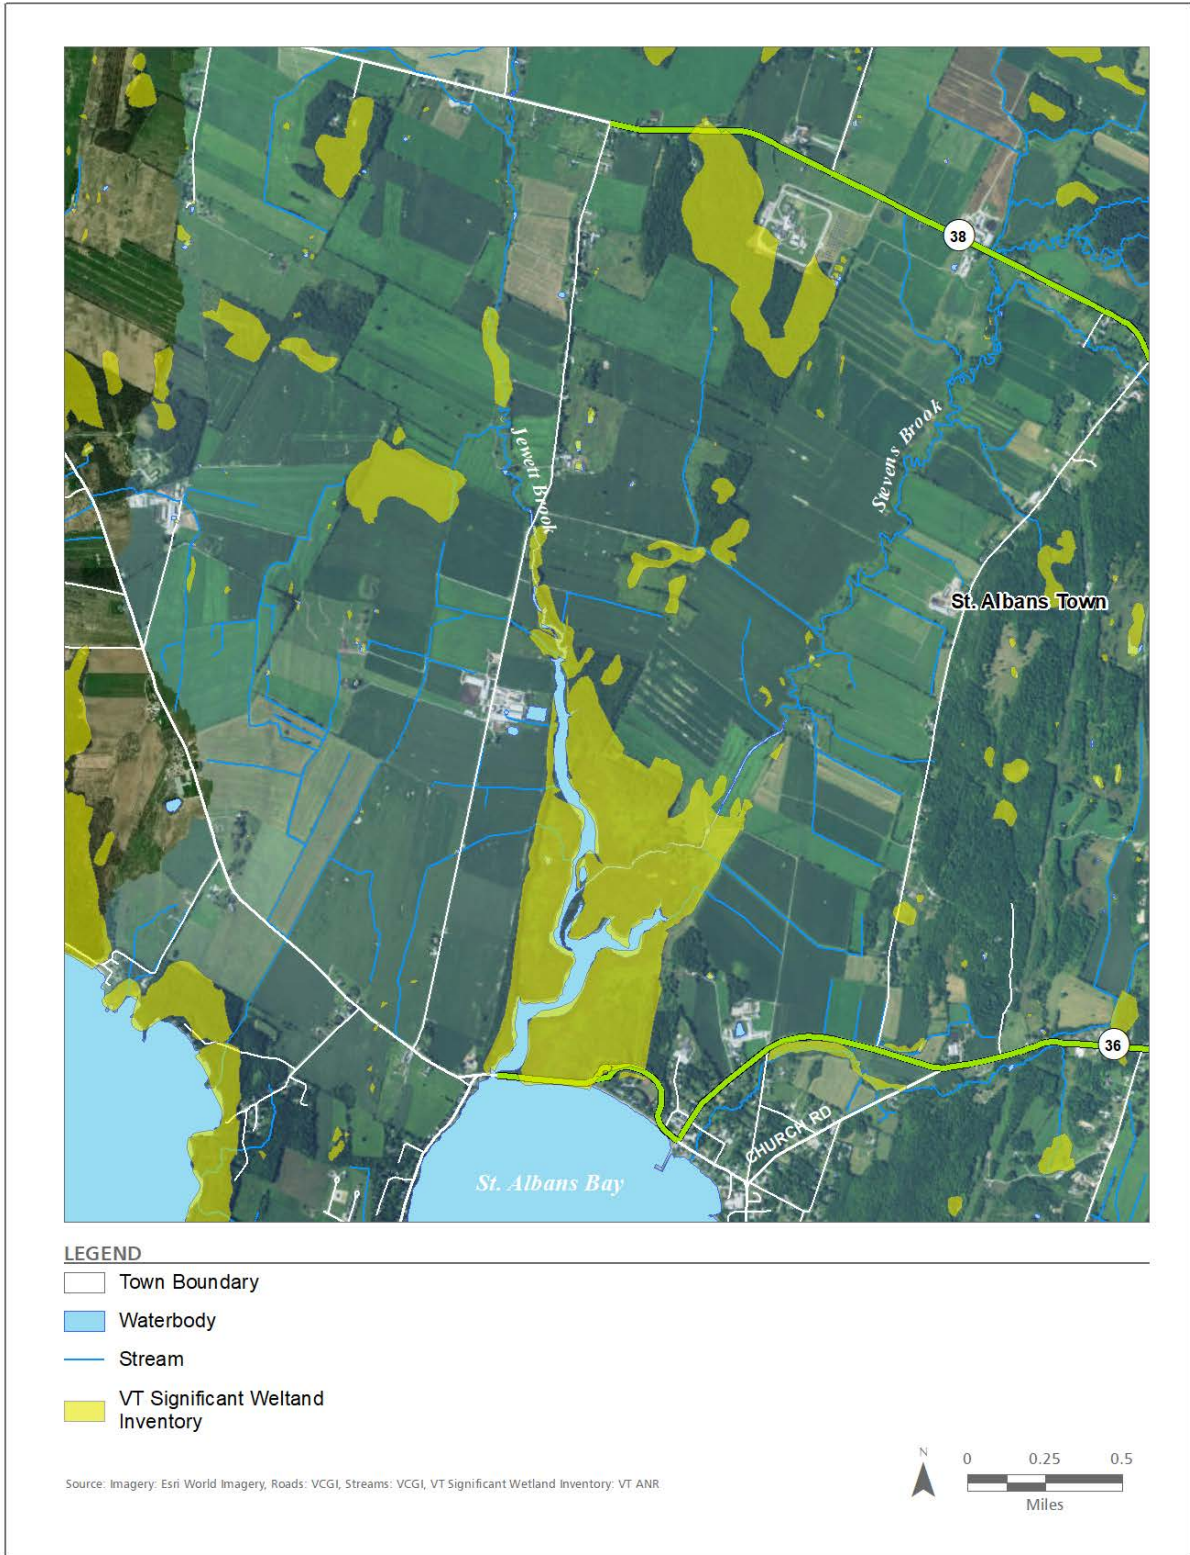 38
Jewett Brook
Stevens Brook
St. Albans Town
36
CHURCH RD
St. Albans Bay
LEGEND
Town Boundary
Waterbody
Stream
VT Significant Weltand
Inventory
N
0 0.25 0.5
Miles
Source: Imagery: Esri World Imagery, Roads: VCGI, Streams: VCGI, VT Significant Wetland Inventory: VT ANR